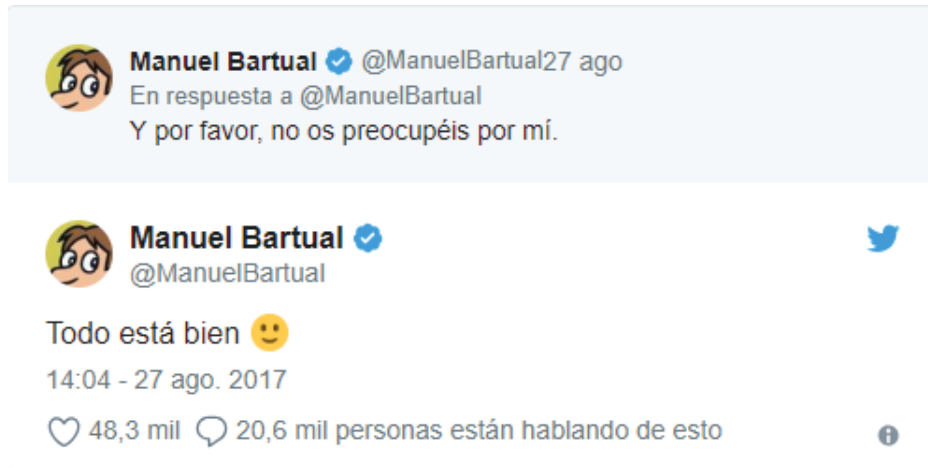 Manuel Bartual @ManuelBartual27 ago
En respuesta a @ManuelBartual
Y por favor, no os preocupéis por mí.
Manuel Bartual
@ManuelBartual
Todo está bien 🙂
14:04 - 27 ago. 2017
48,3 mil 20,6 mil personas están hablando de esto